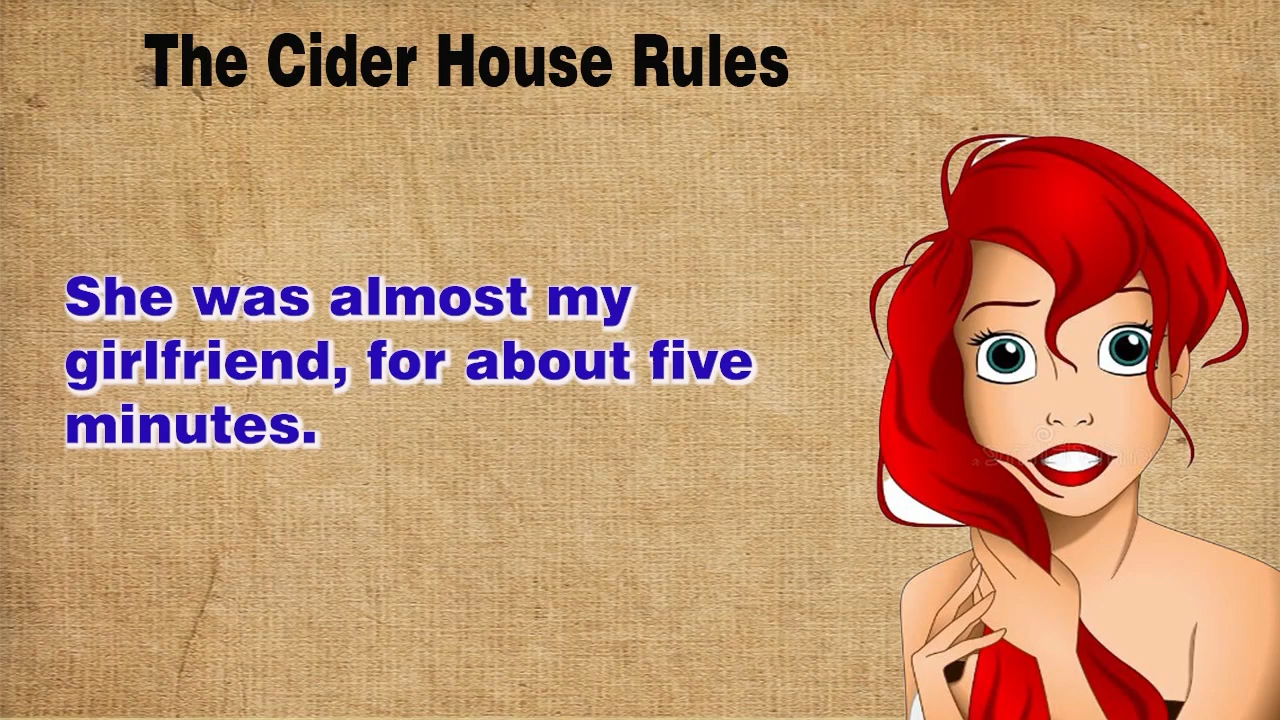 The Cider House Rules
She was almost my
girlfriend, for about five
minutes.